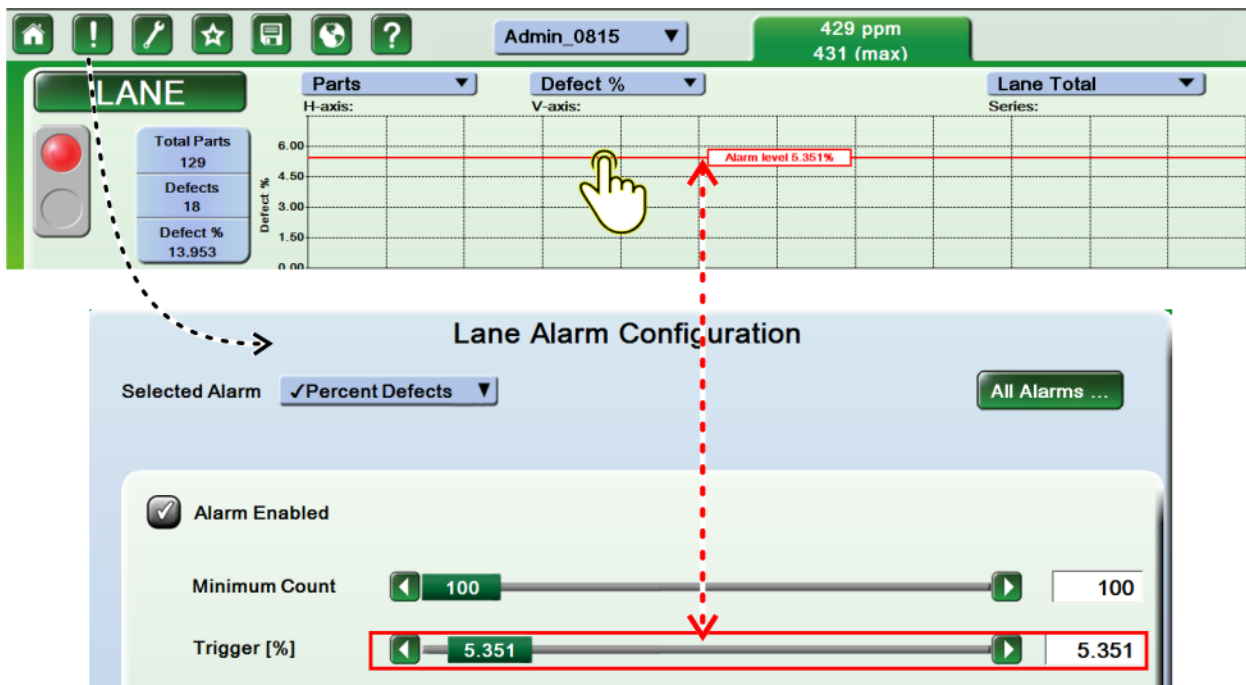 Admin_0815
429 ppm
431 (max)
LANE
Parts
Defect %
Lane Total
H-axis:
V-axis:
Series:
Total Parts
129
Defects
18
Defect %
13.953
Defect %
6.00
4.50
3.00
1.50
0.00
Alarm level 5.351%
Lane Alarm Configuration
Selected Alarm ✓Percent Defects
All Alarms ...
Alarm Enabled
Minimum Count 100 100
Trigger [%] 5.351 5.351